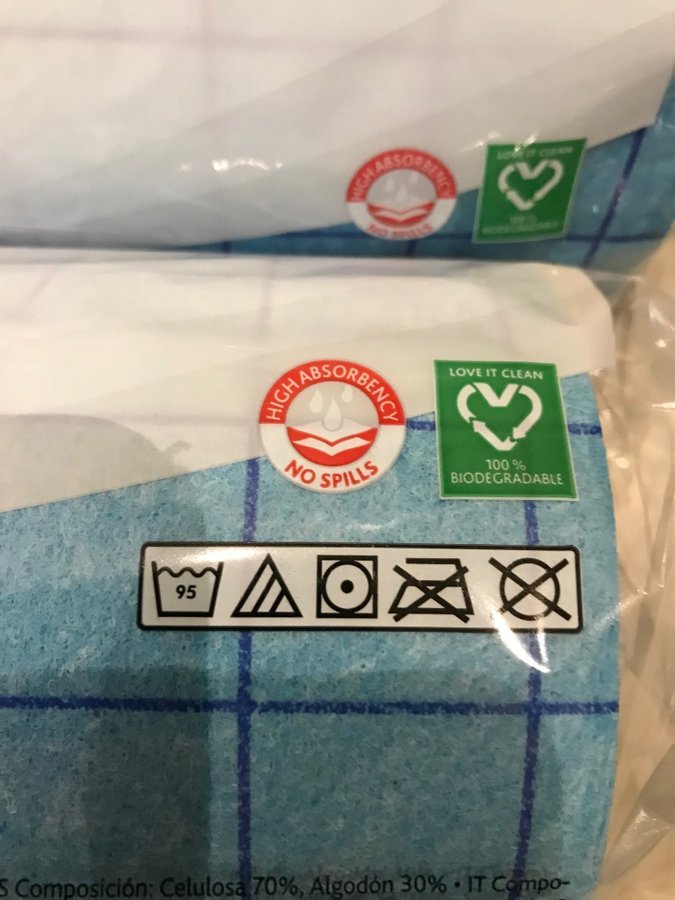 HIGH ABSORBENCY
NO SPILLS
LOVE IT CLEAN
100 %
BIODEGRADABLE
HIGH ABSORBENCY
NO SPILLS
LOVE IT CLEAN
100 %
BIODEGRADABLE
95
S Composición: Celulosa 70%, Algodón 30% • IT Compo-